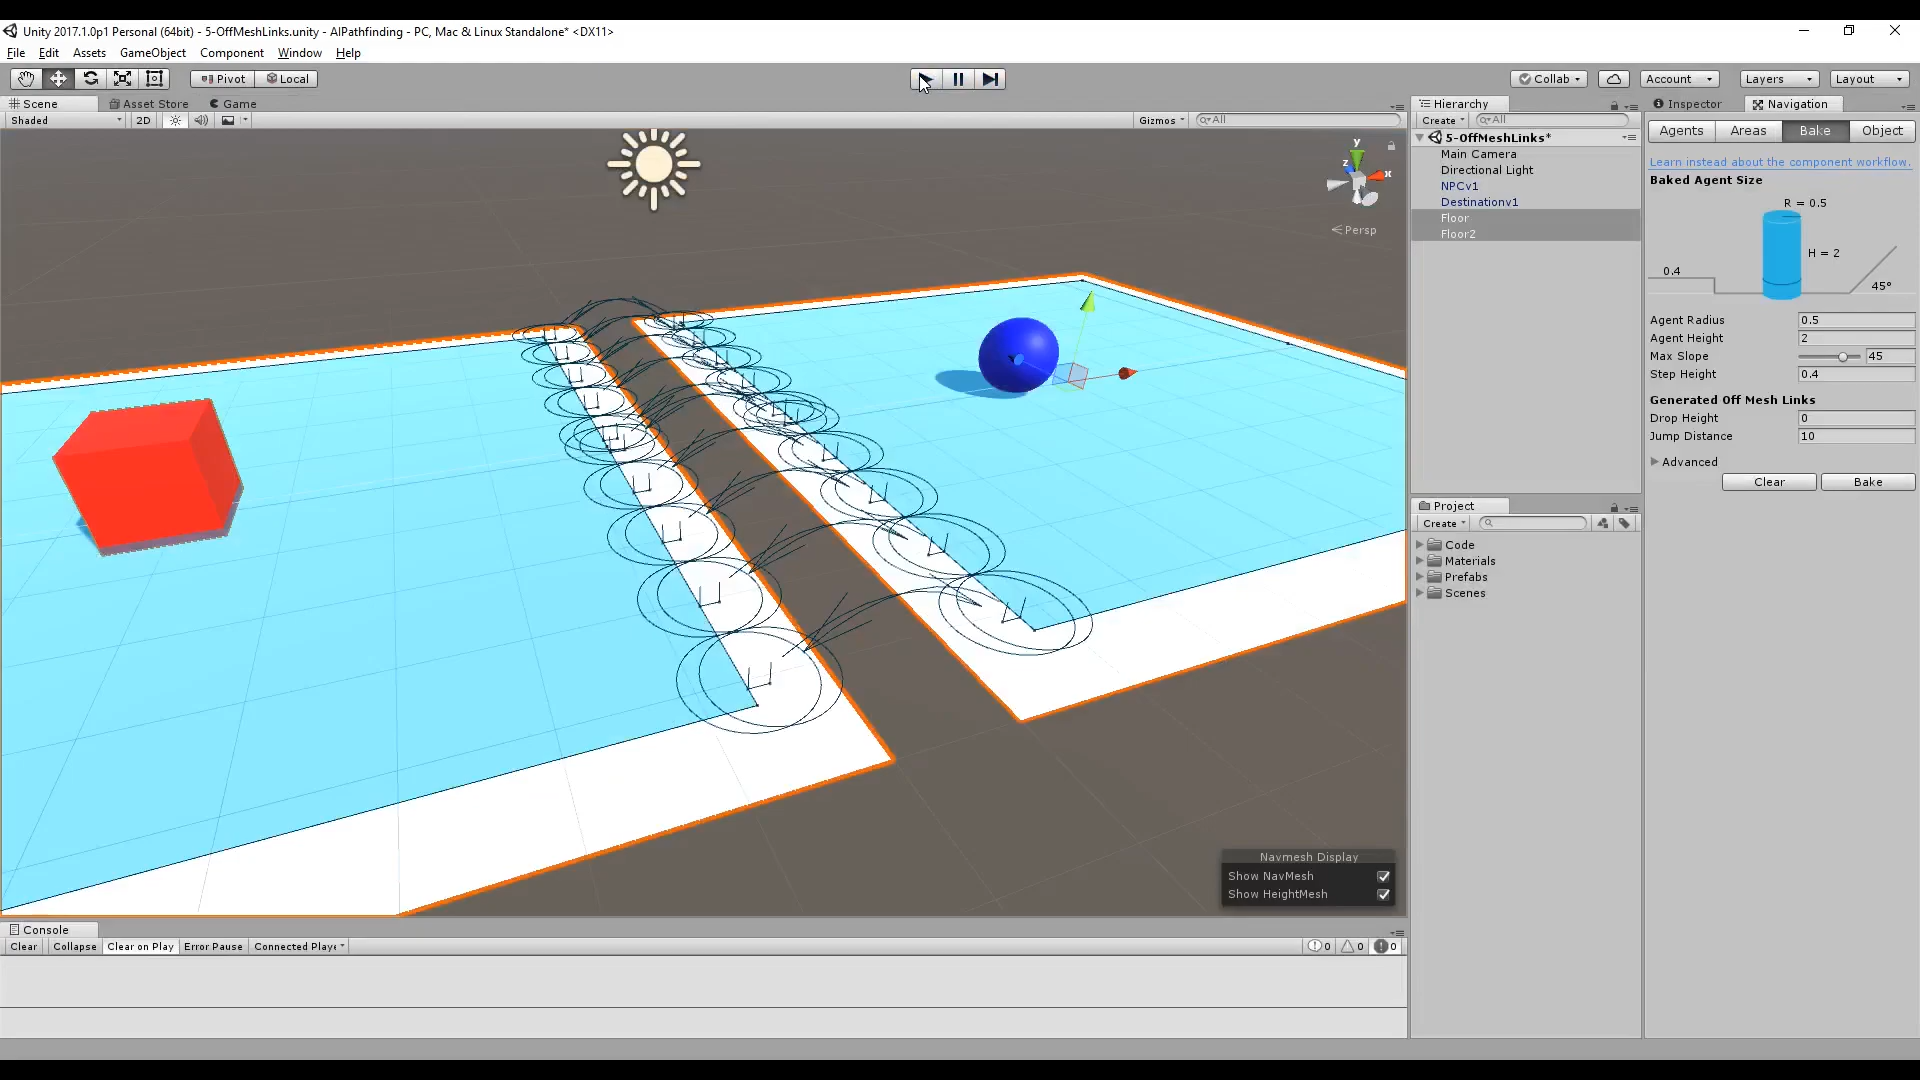 Unity 2017.1.0p1 Personal (64bit) - 5-OffMeshLinks.unity - AIPathfinding - PC, Mac & Linux Standalone* <DX11>
File Edit Assets GameObject Component Window Help
Pivot Local Collab Account Layers Layout
Scene Asset Store Game
Shaded 2D Gizmos All
y
z
x
Persp
Navmesh Display
Show NavMesh
Show HeightMesh
Console
Clear Collapse Clear on Play Error Pause Connected Playe
0 0 0
Hierarchy
Create All
5-OffMeshLinks*
Main Camera
Directional Light
NPCv1
Destinationv1
Floor
Floor2
Project
Create
Code
Materials
Prefabs
Scenes
Inspector Navigation
Agents Areas Bake Object
Learn instead about the component workflow.
Baked Agent Size
R = 0.5
H = 2
0.4
45°
Agent Radius 0.5
Agent Height 2
Max Slope 45
Step Height 0.4
Generated Off Mesh Links
Drop Height 0
Jump Distance 10
Advanced
Clear Bake